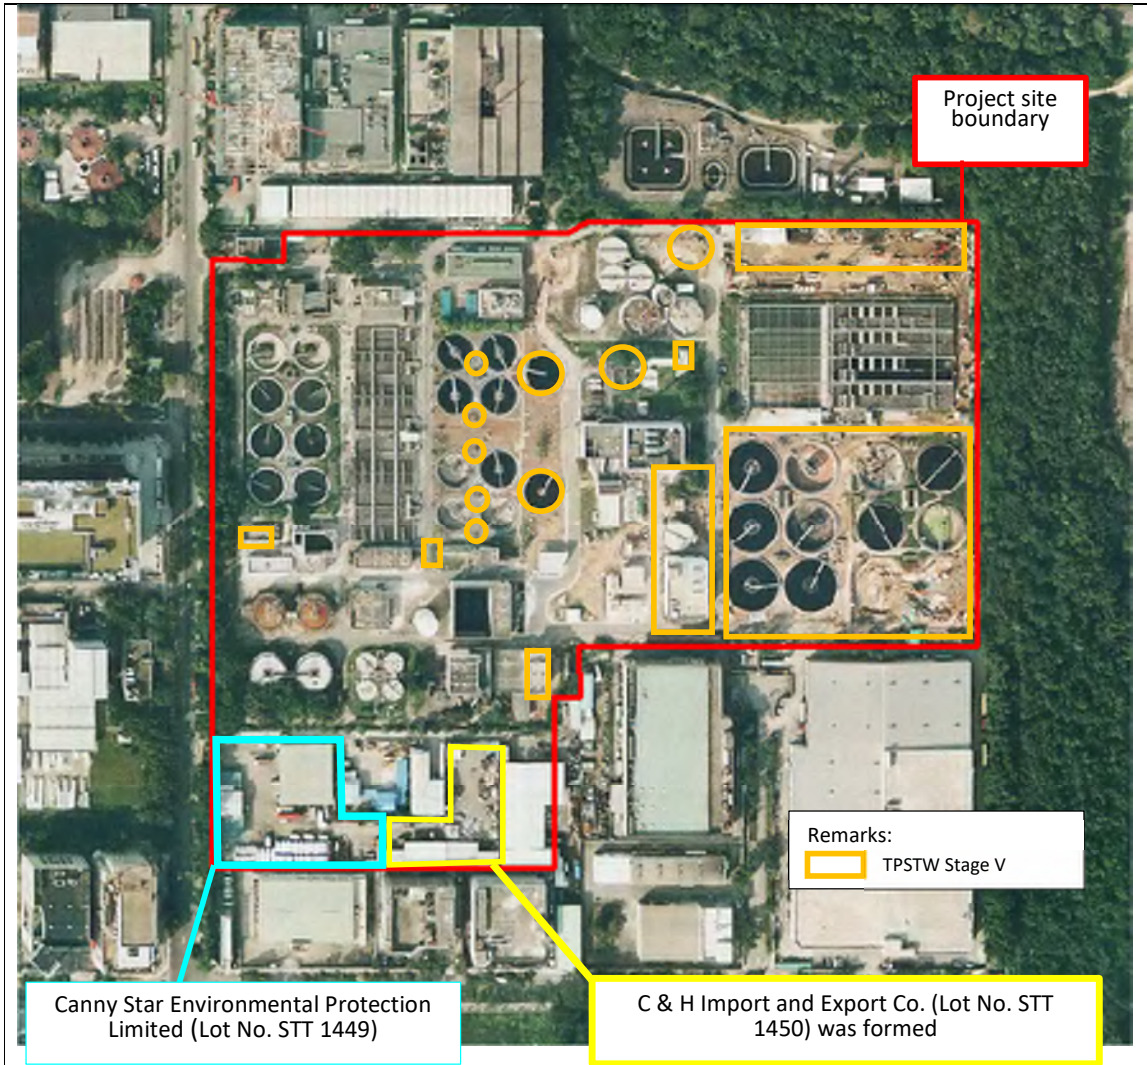 Project site
boundary
Remarks:
TPSTW Stage V
Canny Star Environmental Protection
Limited (Lot No. STT 1449)
C & H Import and Export Co. (Lot No. STT
1450) was formed